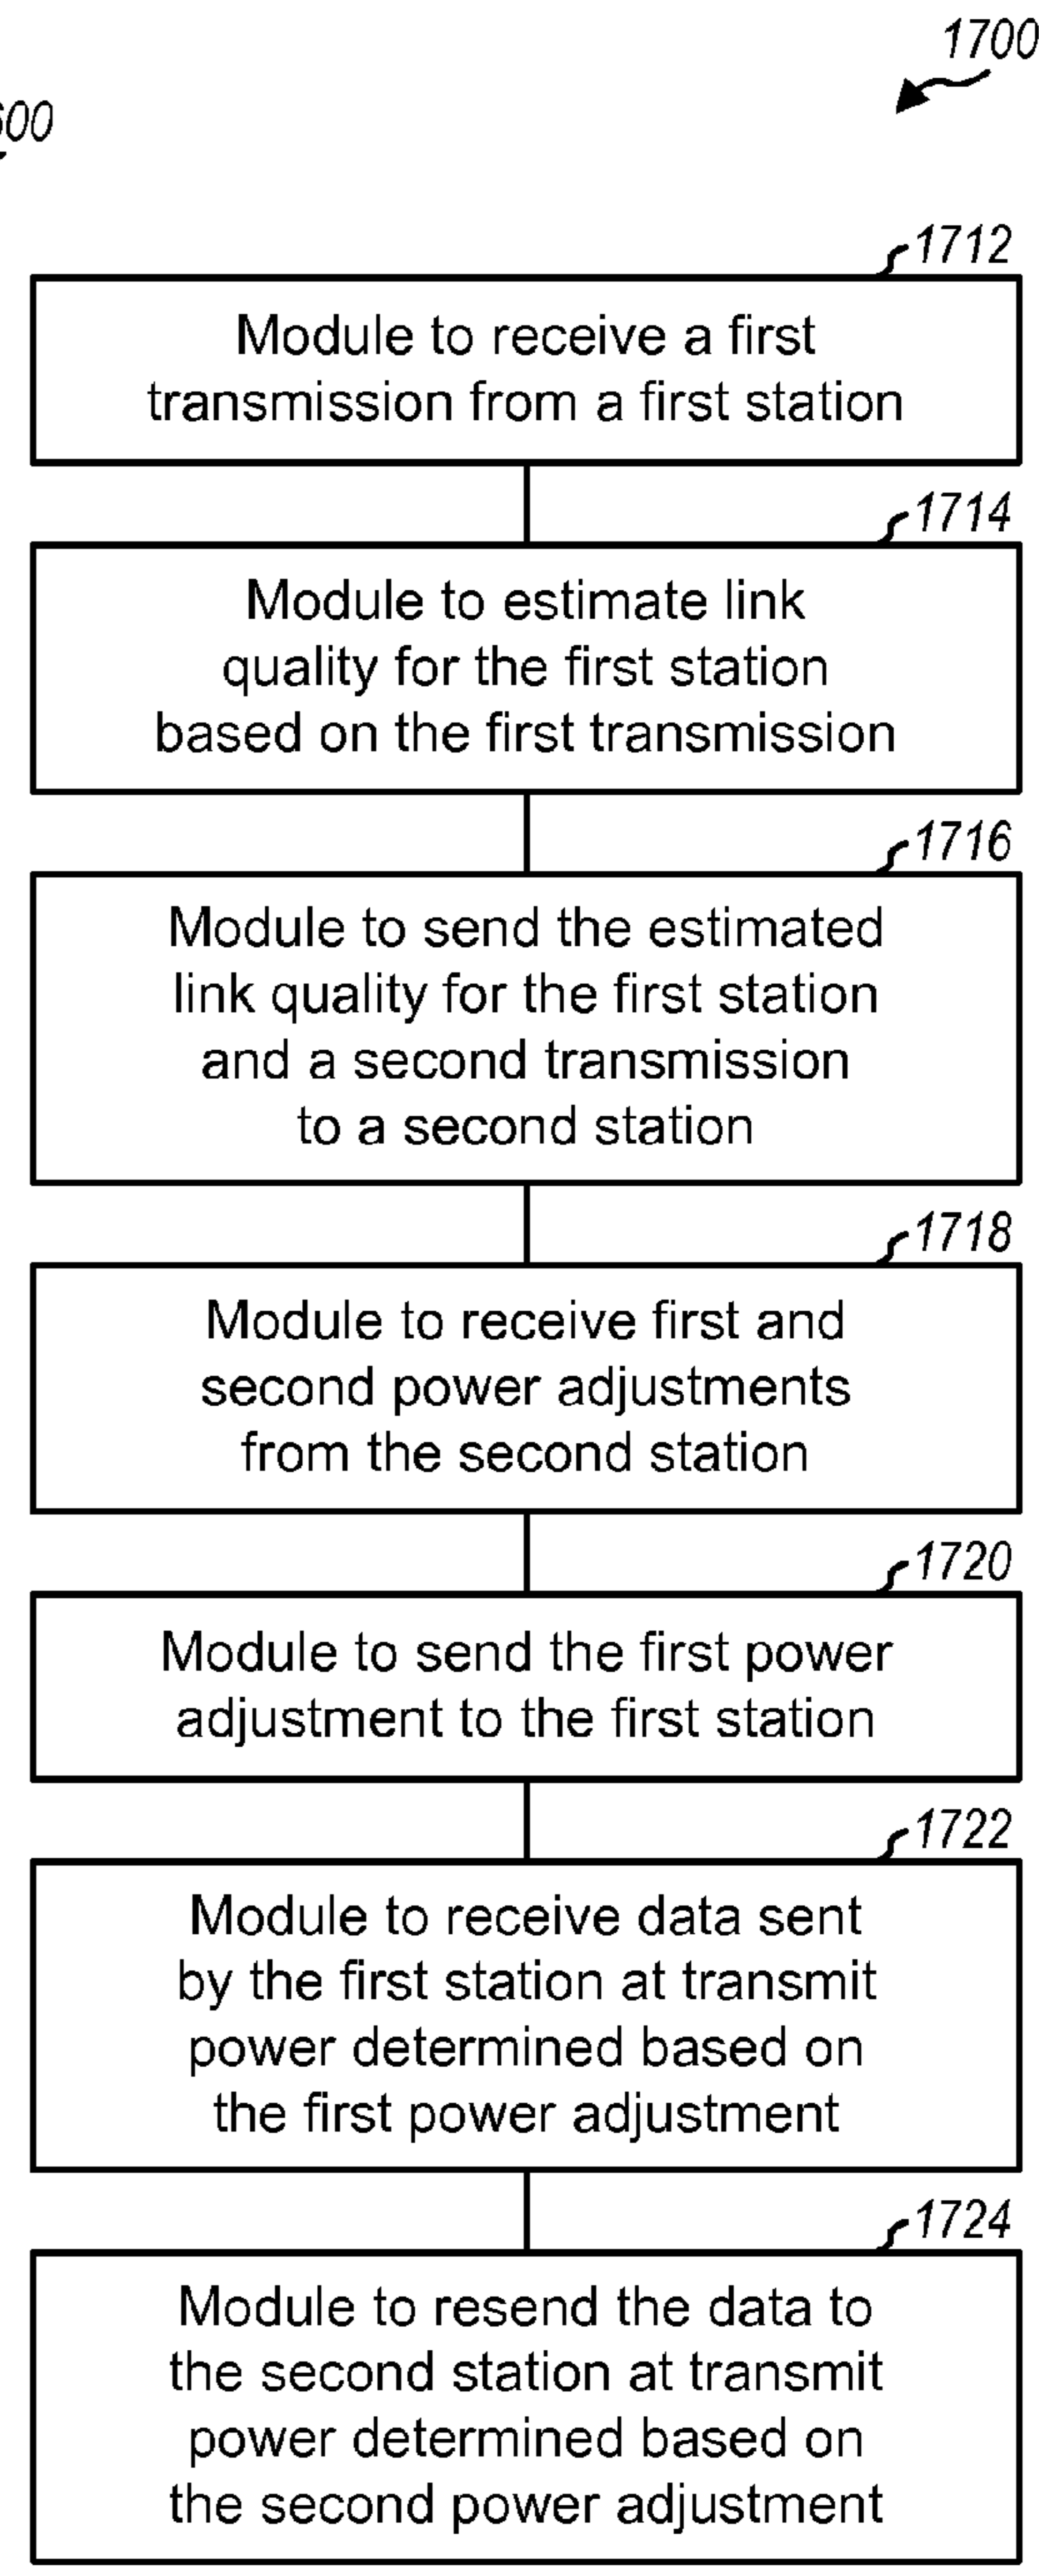 1700
600
1712
Module to receive a first
transmission from a first station
1714
Module to estimate link
quality for the first station
based on the first transmission
1716
Module to send the estimated
link quality for the first station
and a second transmission
to a second station
1718
Module to receive first and
second power adjustments
from the second station
1720
Module to send the first power
adjustment to the first station
1722
Module to receive data sent
by the first station at transmit
power determined based on
the first power adjustment
1724
Module to resend the data to
the second station at transmit
power determined based on
the second power adjustment